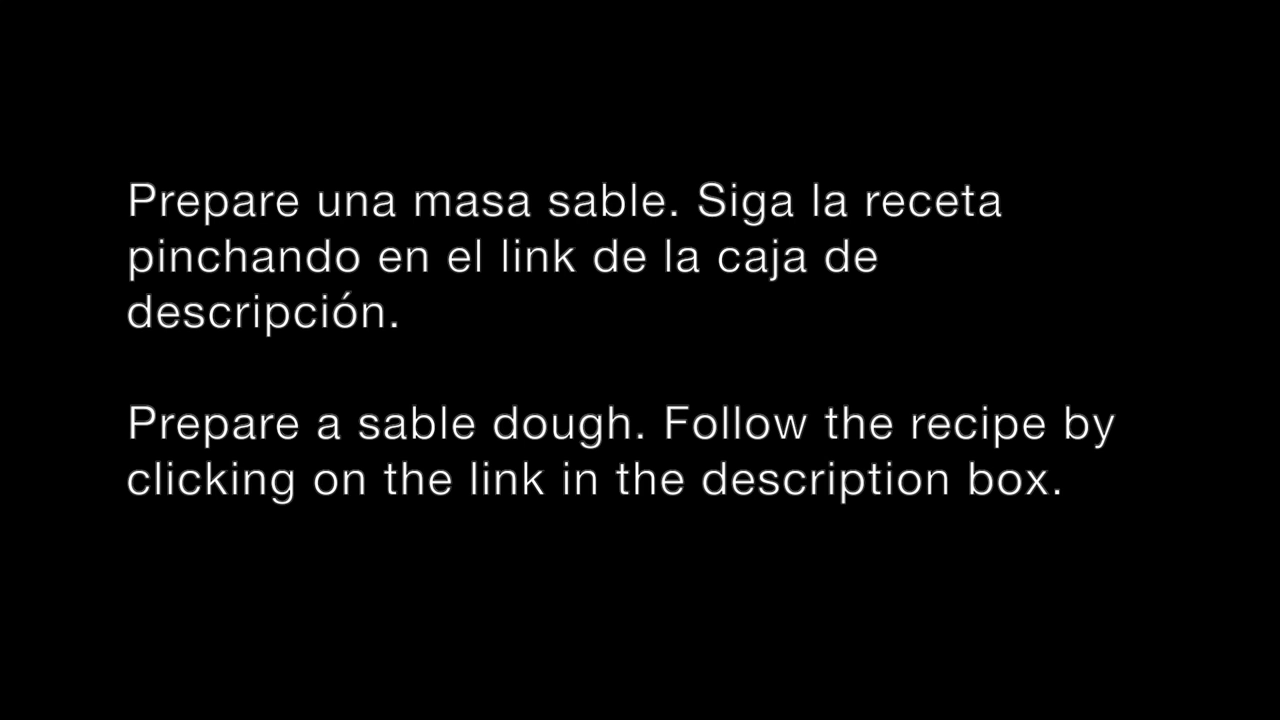 Prepare una masa sable. Siga la receta
pinchando en el link de la caja de
descripción.
Prepare a sable dough. Follow the recipe by
clicking on the link in the description box.